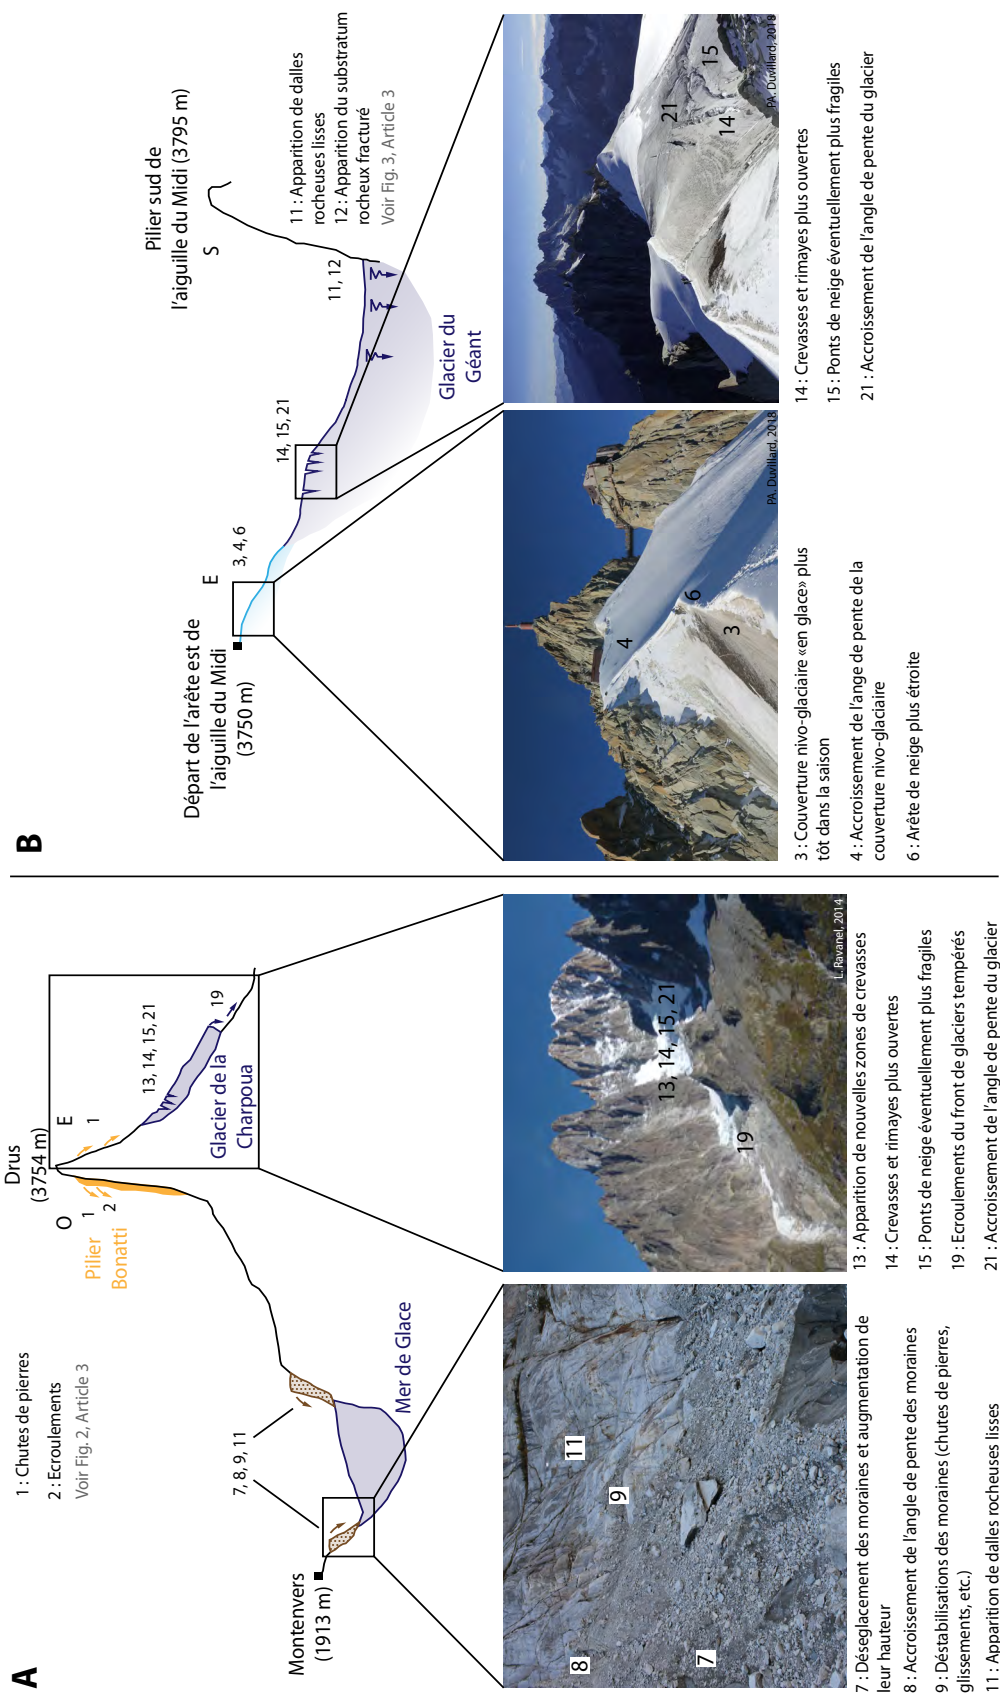 A
1 : Chutes de pierres
2 : Ecroulements
Voir Fig. 2, Article 3
Drus
(3754 m)
O
E
1
2
1
Pilier
Bonatti
13, 14, 15, 21
19
Glacier de la
Charpoua
7, 8, 9, 11
Montenvers
(1913 m)
Mer de Glace
8
7
9
11
19
13, 14, 15, 21
L. Ravanel, 2014
7 : Déseglacement des moraines et augmentation de
leur hauteur
8 : Accroissement de l'angle de pente des moraines
9 : Déstabilisations des moraines (chutes de pierres,
glissements, etc.)
11 : Apparition de dalles rocheuses lisses
13 : Apparition de nouvelles zones de crevasses
14 : Crevasses et rimayes plus ouvertes
15 : Ponts de neige éventuellement plus fragiles
19 : Ecroulements du front de glaciers tempérés
21 : Accroissement de l'angle de pente du glacier
B
Pilier sud de
l'aiguille du Midi (3795 m)
S
Départ de l'arête est de
l'aiguille du Midi
(3750 m)
E
3, 4, 6
14, 15, 21
11, 12
11 : Apparition de dalles
rocheuses lisses
12 : Apparition du substratum
rocheux fracturé
Voir Fig. 3, Article 3
Glacier du
Géant
4
6
3
PA. Duvillard, 2018
21
14
15
PA. Duvillard, 2018
3 : Couverture nivo-glaciaire «en glace» plus
tôt dans la saison
4 : Accroissement de l'ange de pente de la
couverture nivo-glaciaire
6 : Arête de neige plus étroite
14 : Crevasses et rimayes plus ouvertes
15 : Ponts de neige éventuellement plus fragiles
21 : Accroissement de l'angle de pente du glacier